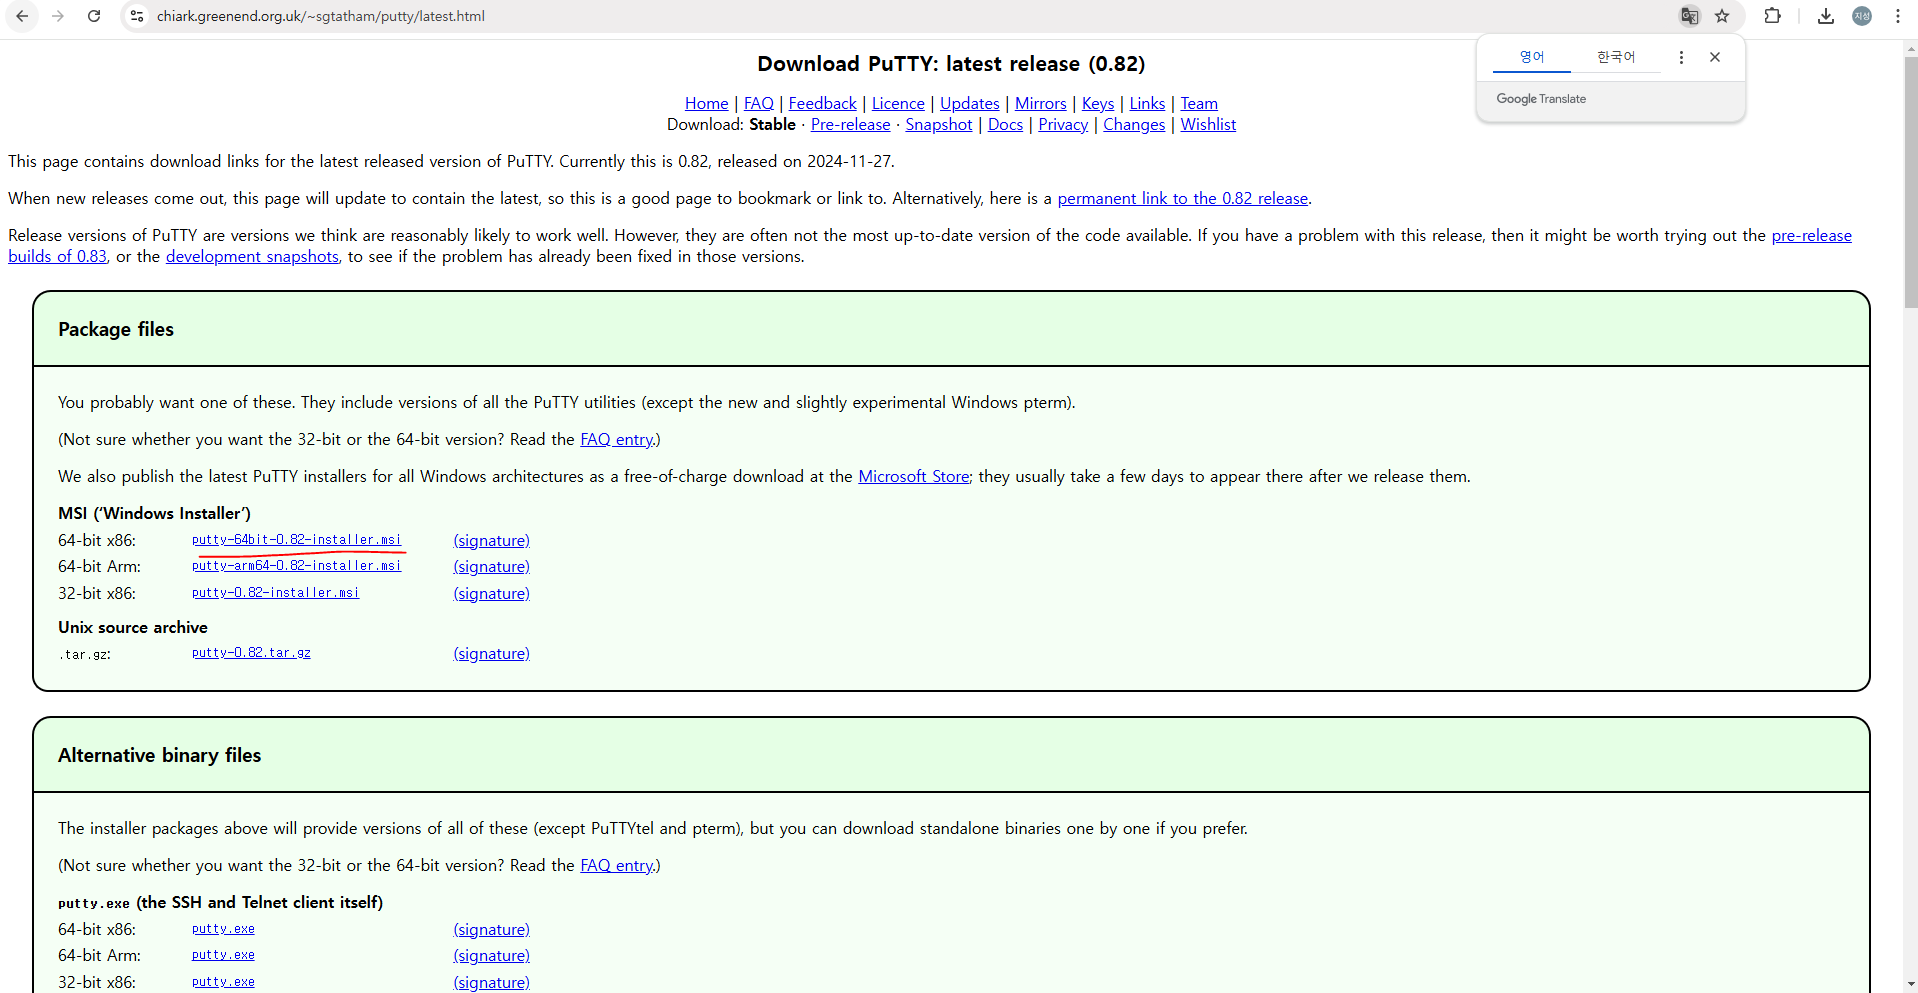 chiark.greenend.org.uk/~sgtatham/putty/latest.html
지성
영어 한국어
Google Translate
Download PuTTY: latest release (0.82)
Home | FAQ | Feedback | Licence | Updates | Mirrors | Keys | Links | Team
Download: Stable · Pre-release · Snapshot | Docs | Privacy | Changes | Wishlist
This page contains download links for the latest released version of PuTTY. Currently this is 0.82, released on 2024-11-27.
When new releases come out, this page will update to contain the latest, so this is a good page to bookmark or link to. Alternatively, here is a permanent link to the 0.82 release.
Release versions of PuTTY are versions we think are reasonably likely to work well. However, they are often not the most up-to-date version of the code available. If you have a problem with this release, then it might be worth trying out the pre-release
builds of 0.83, or the development snapshots, to see if the problem has already been fixed in those versions.
Package files
You probably want one of these. They include versions of all the PuTTY utilities (except the new and slightly experimental Windows pterm).
(Not sure whether you want the 32-bit or the 64-bit version? Read the FAQ entry.)
We also publish the latest PuTTY installers for all Windows architectures as a free-of-charge download at the Microsoft Store; they usually take a few days to appear there after we release them.
MSI (‘Windows Installer’)
64-bit x86: putty-64bit-0.82-installer.msi (signature)
64-bit Arm: putty-arm64-0.82-installer.msi (signature)
32-bit x86: putty-0.82-installer.msi (signature)
Unix source archive
.tar.gz: putty-0.82.tar.gz (signature)
Alternative binary files
The installer packages above will provide versions of all of these (except PuTTYtel and pterm), but you can download standalone binaries one by one if you prefer.
(Not sure whether you want the 32-bit or the 64-bit version? Read the FAQ entry.)
putty.exe (the SSH and Telnet client itself)
64-bit x86: putty.exe (signature)
64-bit Arm: putty.exe (signature)
32-bit x86: putty.exe (signature)